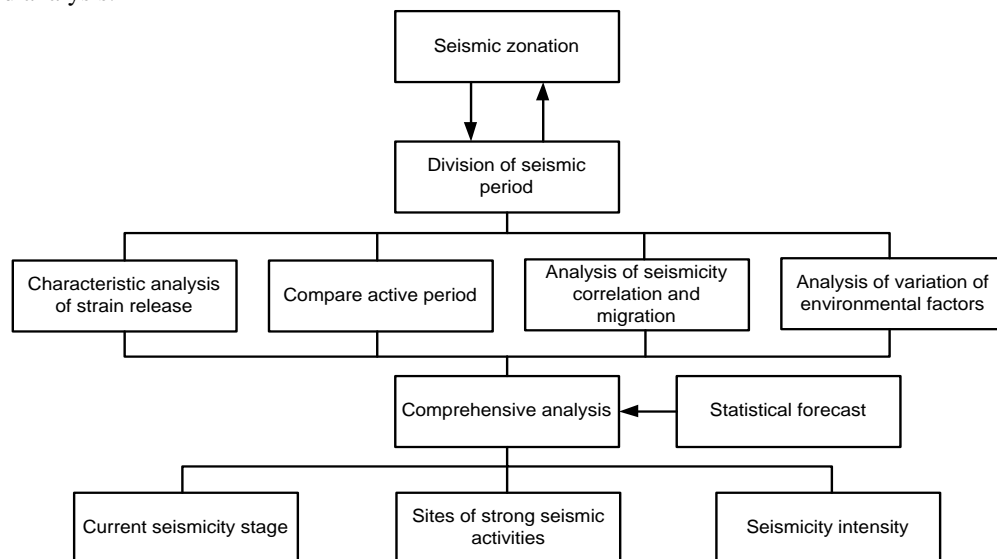 Seismic zonation
Division of seismic
period
Characteristic analysis
of strain release
Compare active period
Analysis of seismicity
correlation and
migration
Analysis of variation of
environmental factors
Comprehensive analysis
Statistical forecast
Current seismicity stage
Sites of strong seismic
activities
Seismicity intensity